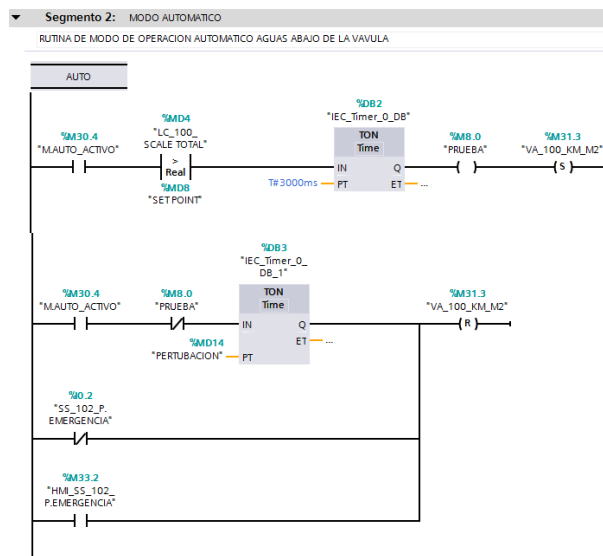 Segmento 2: MODO AUTOMATICO
RUTINA DE MODO DE OPERACION AUTOMATICO AGUAS ABAJO DE LA VAVULA
AUTO
%M30.4
"M.AUTO_ACTIVO"
%MD4
"LC_100_
SCALE TOTAL"
>
Real
%MD8
"SET POINT"
%DB2
"IEC_Timer_0_DB"
TON
Time
IN Q
T#3000ms PT ET ...
%M8.0
"PRUEBA"
( )
%M31.3
"VA_100_KM_M2"
( S )
%M30.4
"M.AUTO_ACTIVO"
%M8.0
"PRUEBA"
%DB3
"IEC_Timer_0_
DB_1"
TON
Time
IN Q
ET ...
%MD14
"PERTUBACION" PT
%M31.3
"VA_100_KM_M2"
( R )
%I0.2
"SS_102_P.
EMERGENCIA"
%M33.2
"HMI_SS_102_
P.EMERGENCIA"